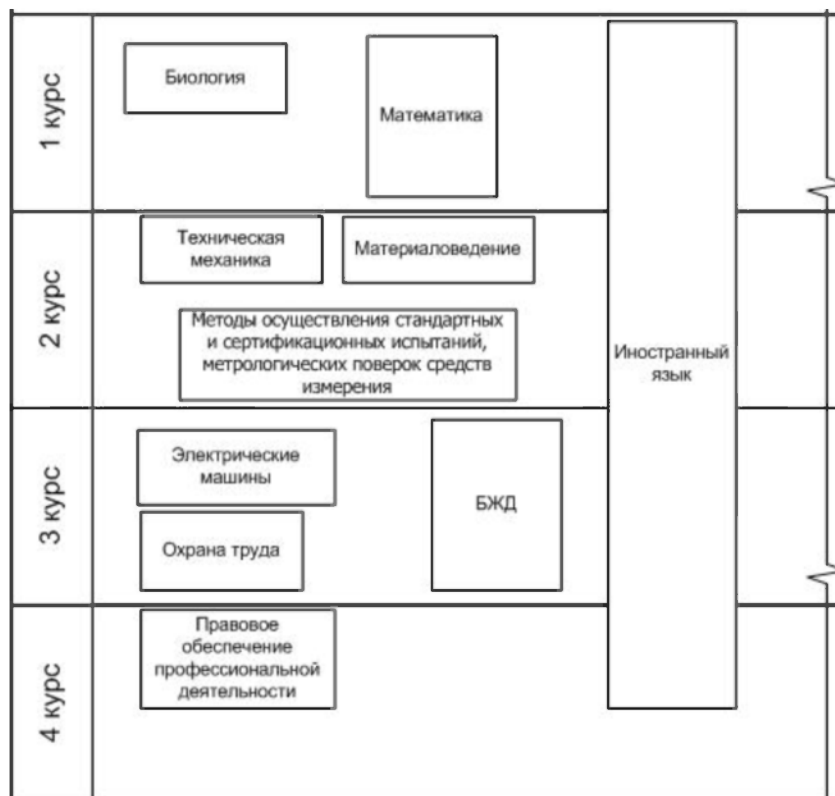 1 курс
Биология
Математика
2 курс
Техническая
механика
Материаловедение
Методы осуществления стандартных
и сертификационных испытаний,
метрологических поверок средств
измерения
Иностранный
язык
3 курс
Электрические
машины
БЖД
Охрана труда
4 курс
Правовое
обеспечение
профессиональной
деятельности